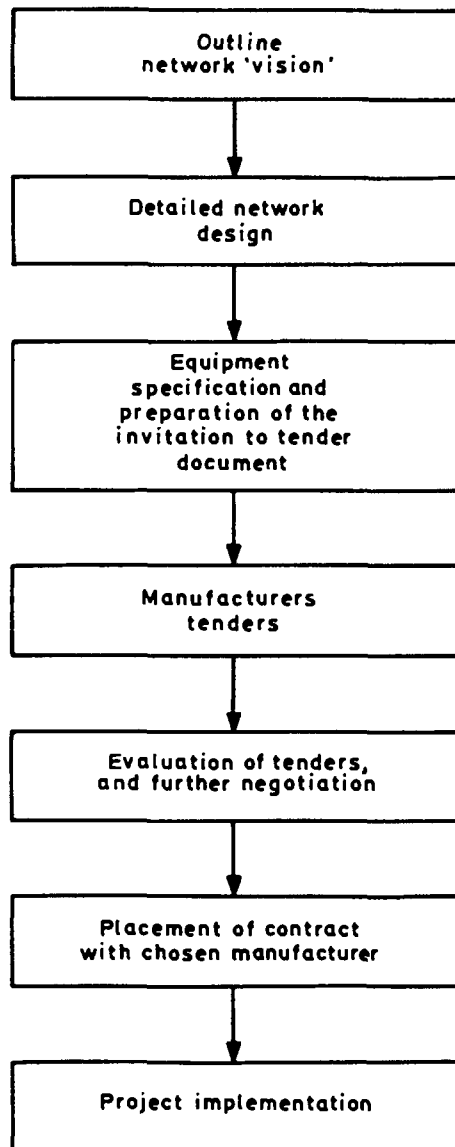 Outline
network 'vision'
Detailed network
design
Equipment
specification and
preparation of the
invitation to tender
document
Manufacturers
tenders
Evaluation of tenders,
and further negotiation
Placement of contract
with chosen manufacturer
Project implementation